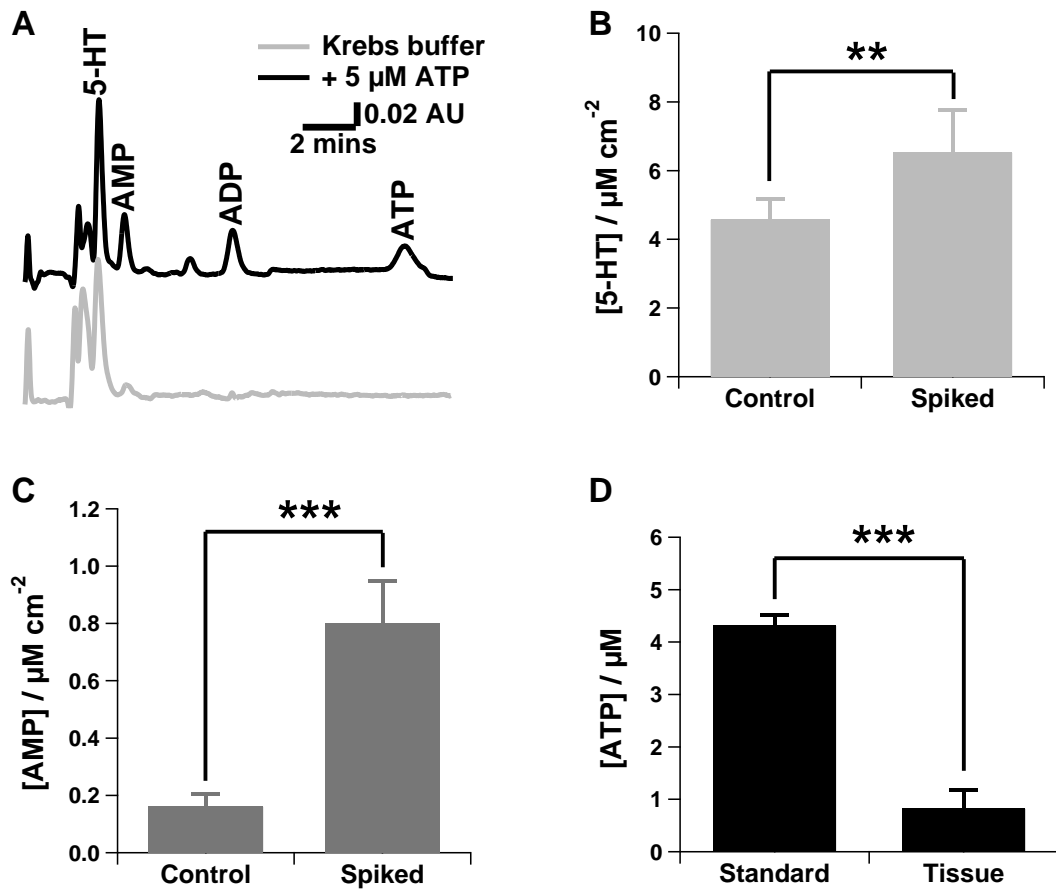 A
5-HT
AMP
ADP
ATP
Krebs buffer
+ 5 µM ATP
0.02 AU
2 mins
B
**
[5-HT] / µM cm-2
10
8
6
4
2
0
Control
Spiked
C
***
[AMP] / µM cm-2
1.2
1.0
0.8
0.6
0.4
0.2
0.0
Control
Spiked
D
***
[ATP] / µM
6
5
4
3
2
1
0
Standard
Tissue